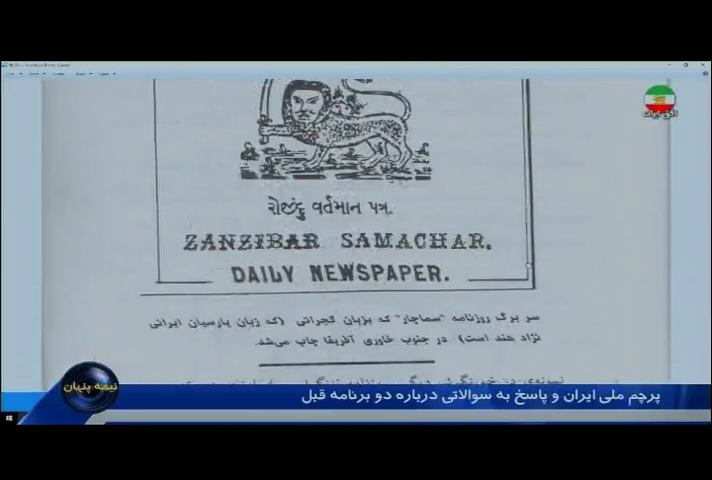 રોજીંદુ વર્તમાન પત્ર.
ZANZIBAR SAMACHAR.
DAILY NEWSPAPER.
سر برگ روزنامه "سماچار" که بزبان گجراتی (که زبان پارسیان ایرانی
نژاد هند است) در جنوب خاوری آفریقا چاپ می‌شد.
پرچم ملی ایران و پاسخ به سوالاتی درباره دو برنامه قبل
نیمه پنهان